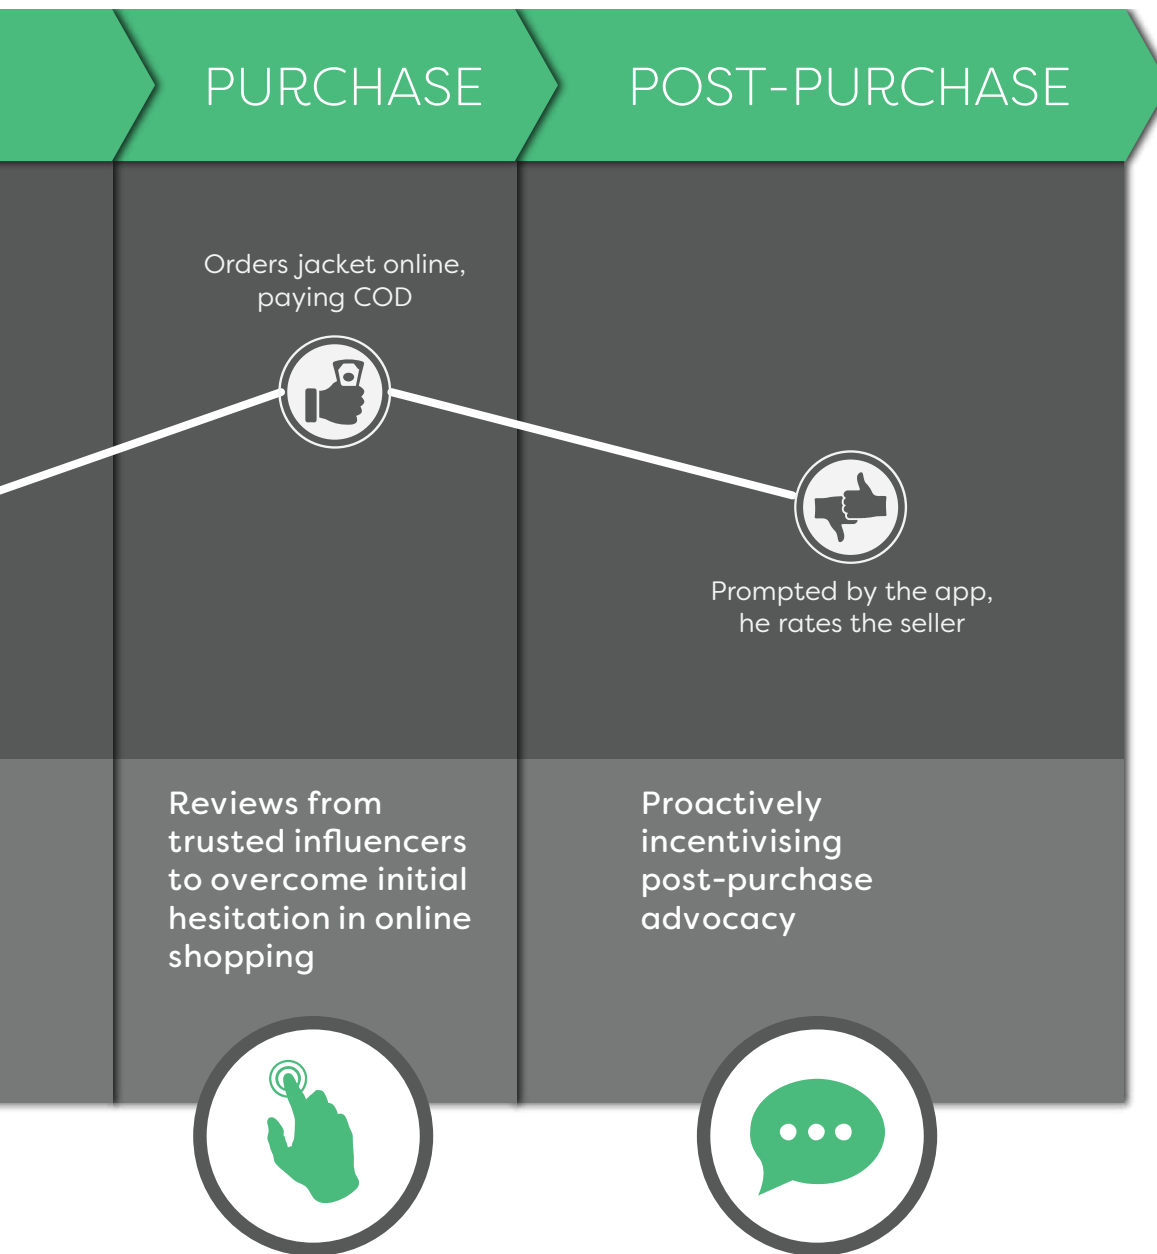 PURCHASE
POST-PURCHASE
Orders jacket online,
paying COD
Prompted by the app,
he rates the seller
Reviews from
trusted influencers
to overcome initial
hesitation in online
shopping
Proactively
incentivising
post-purchase
advocacy